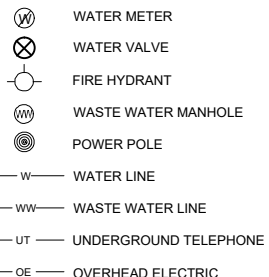 W WATER METER
WATER VALVE
FIRE HYDRANT
WW WASTE WATER MANHOLE
POWER POLE
W WATER LINE
WW WASTE WATER LINE
UT UNDERGROUND TELEPHONE
OE OVERHEAD ELECTRIC